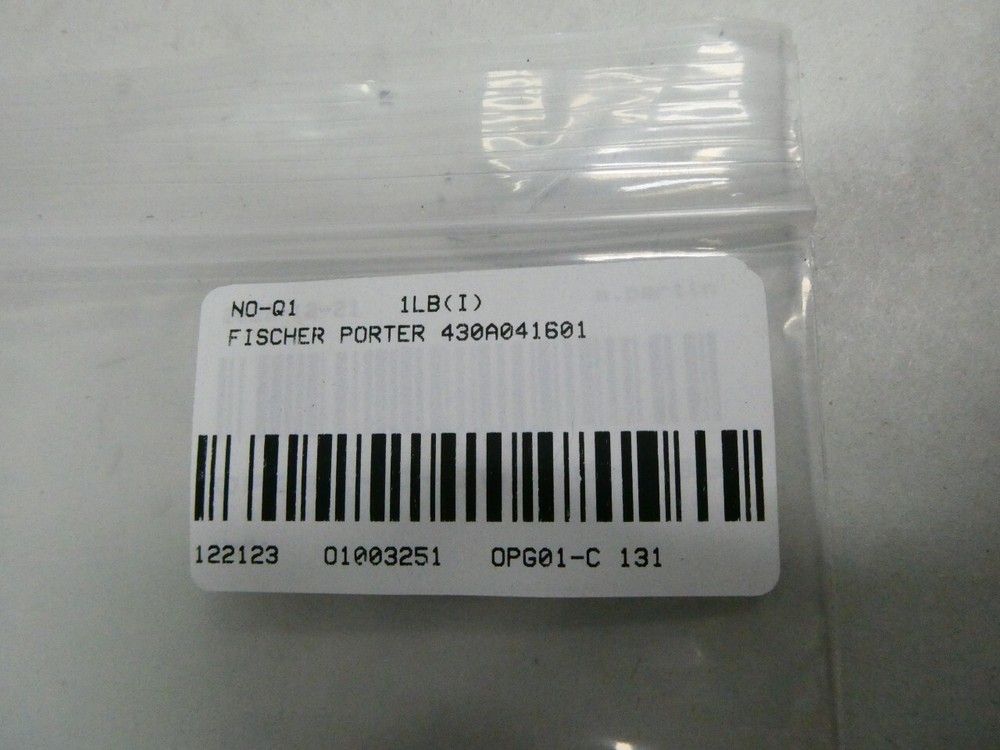 NO-Q1 1LB(I)
FISCHER PORTER 430A041601
122123 01003251 OPG01-C 131